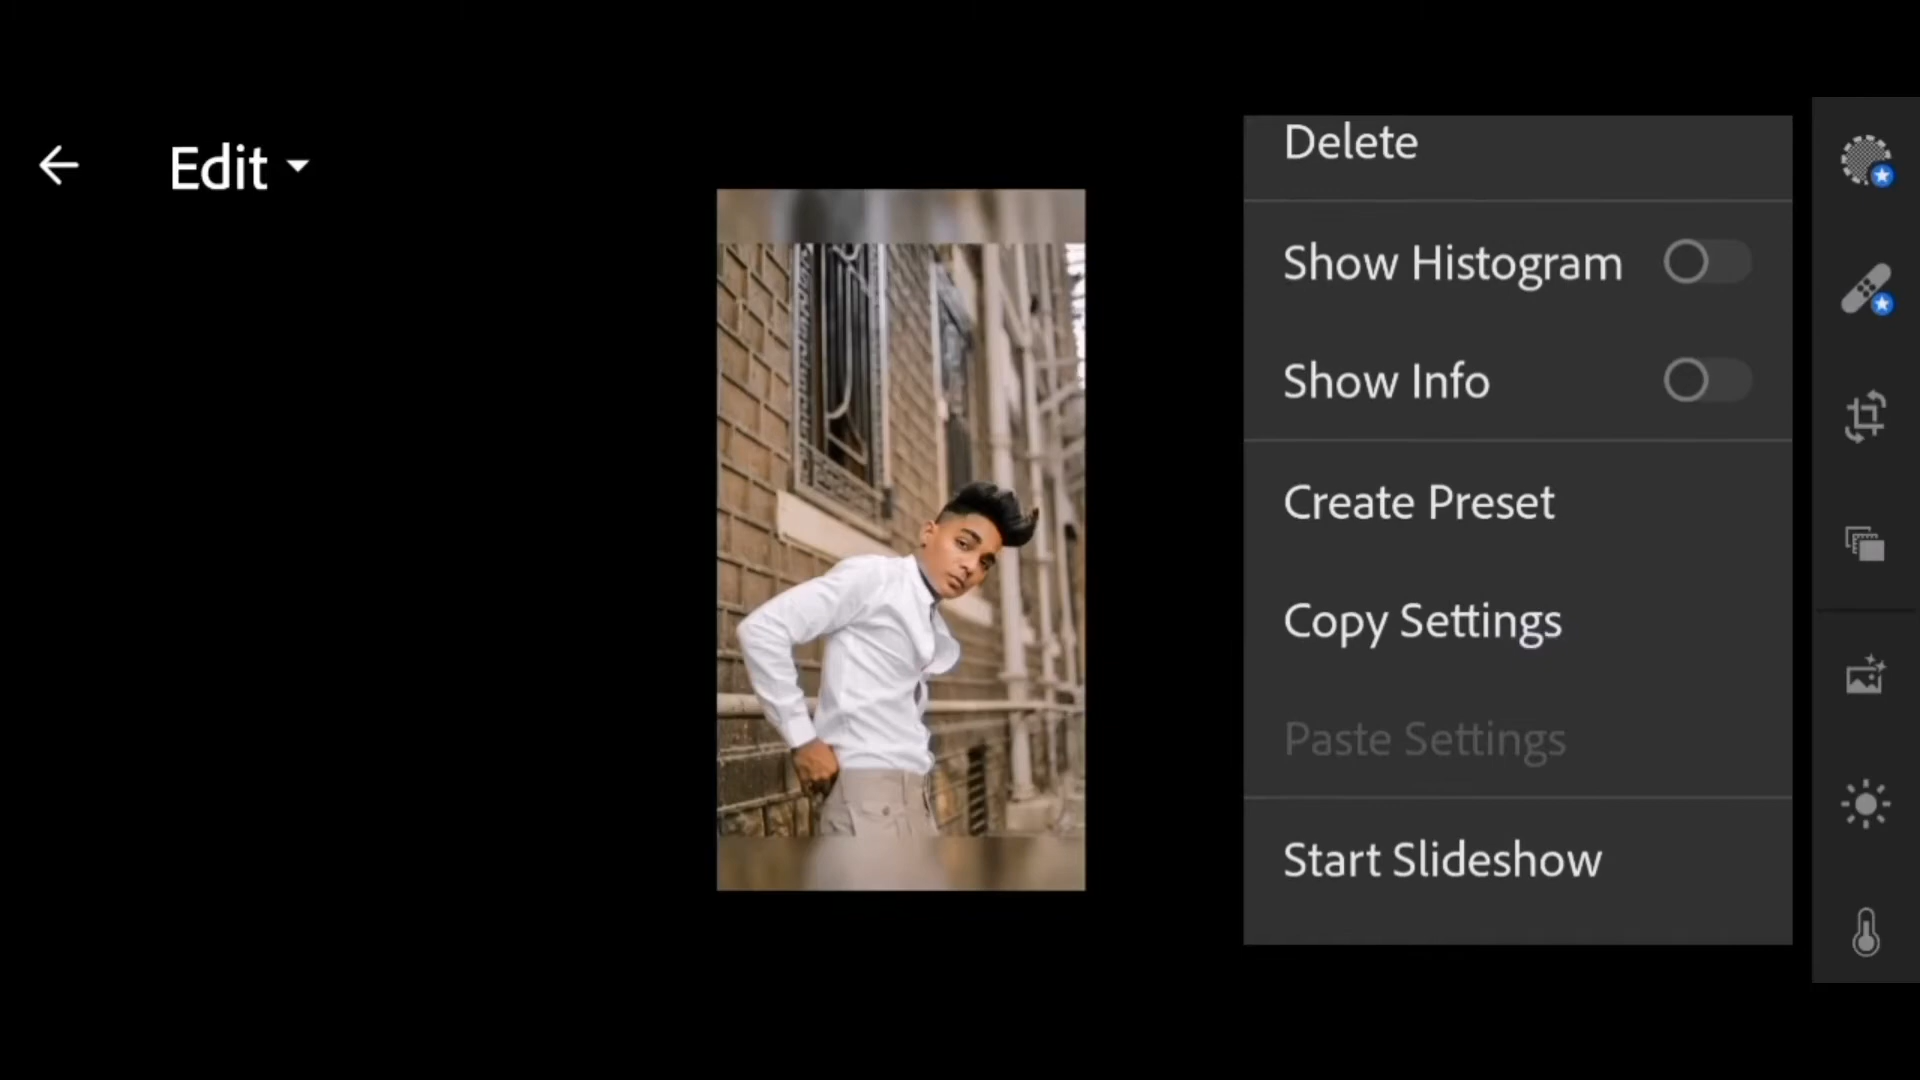 Edit
Delete
Show Histogram
Show Info
Create Preset
Copy Settings
Paste Settings
Start Slideshow